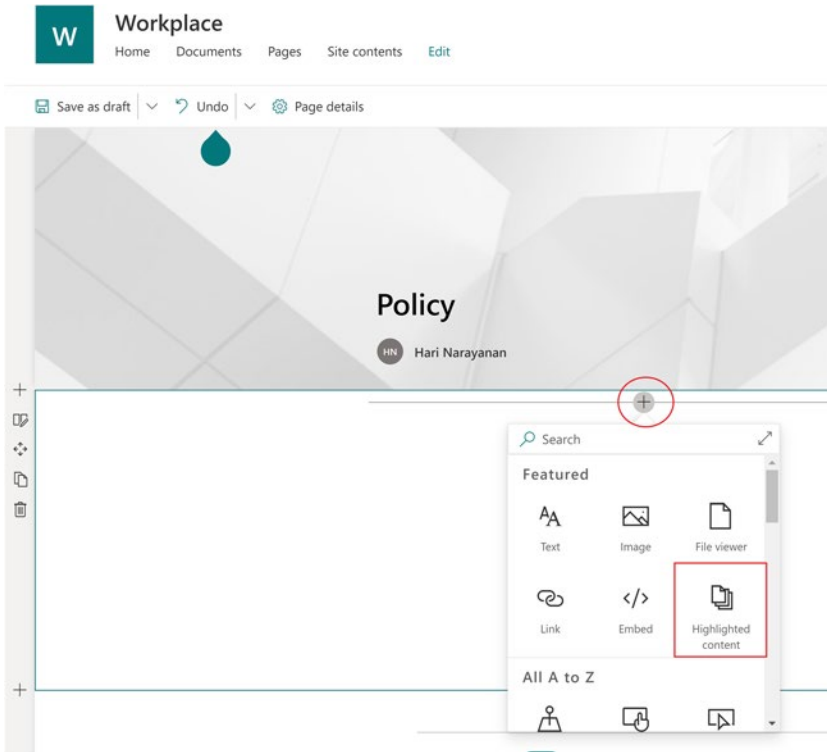 W
Workplace
Home Documents Pages Site contents Edit
Save as draft Undo Page details
Policy
HN Hari Narayanan
Search
Featured
AA
Text Image File viewer
</>
Link Embed Highlighted
content
All A to Z